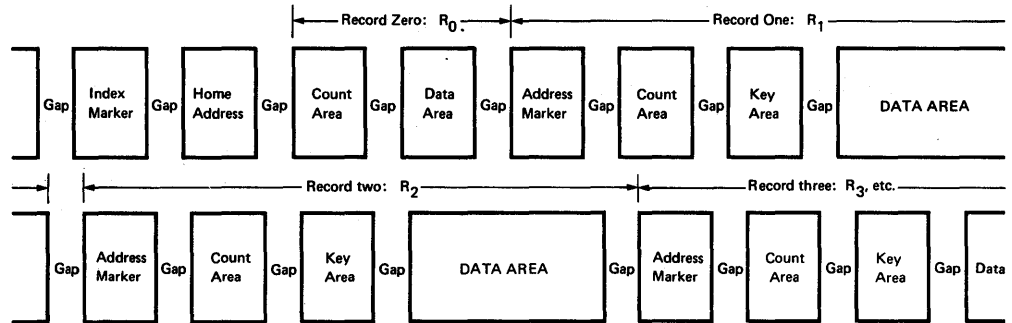 Record Zero: R0. Record One: R1
Gap Index Marker Gap Home Address Gap Count Area Gap Data Area Gap Address Marker Gap Count Area Gap Key Area Gap DATA AREA
Record two: R2 Record three: R3, etc.
Gap Address Marker Gap Count Area Gap Key Area Gap DATA AREA Gap Address Marker Gap Count Area Gap Key Area Gap Data